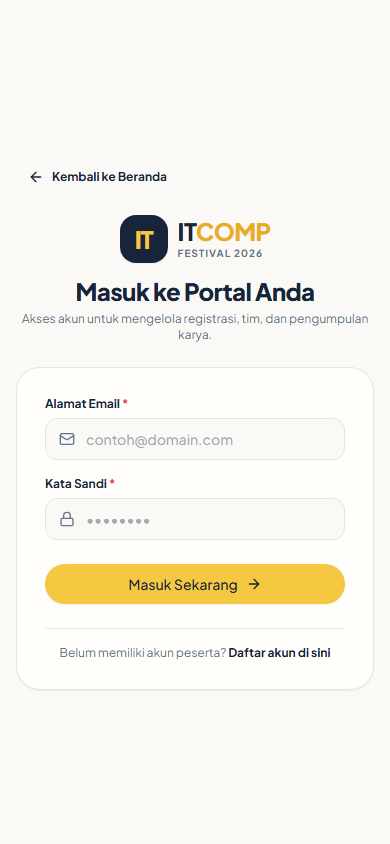 Kembali ke Beranda
IT
ITCOMP
FESTIVAL 2026
Masuk ke Portal Anda
Akses akun untuk mengelola registrasi, tim, dan pengumpulan
karya.
Alamat Email *
contoh@domain.com
Kata Sandi *
••••••••
Masuk Sekarang
Belum memiliki akun peserta? Daftar akun di sini